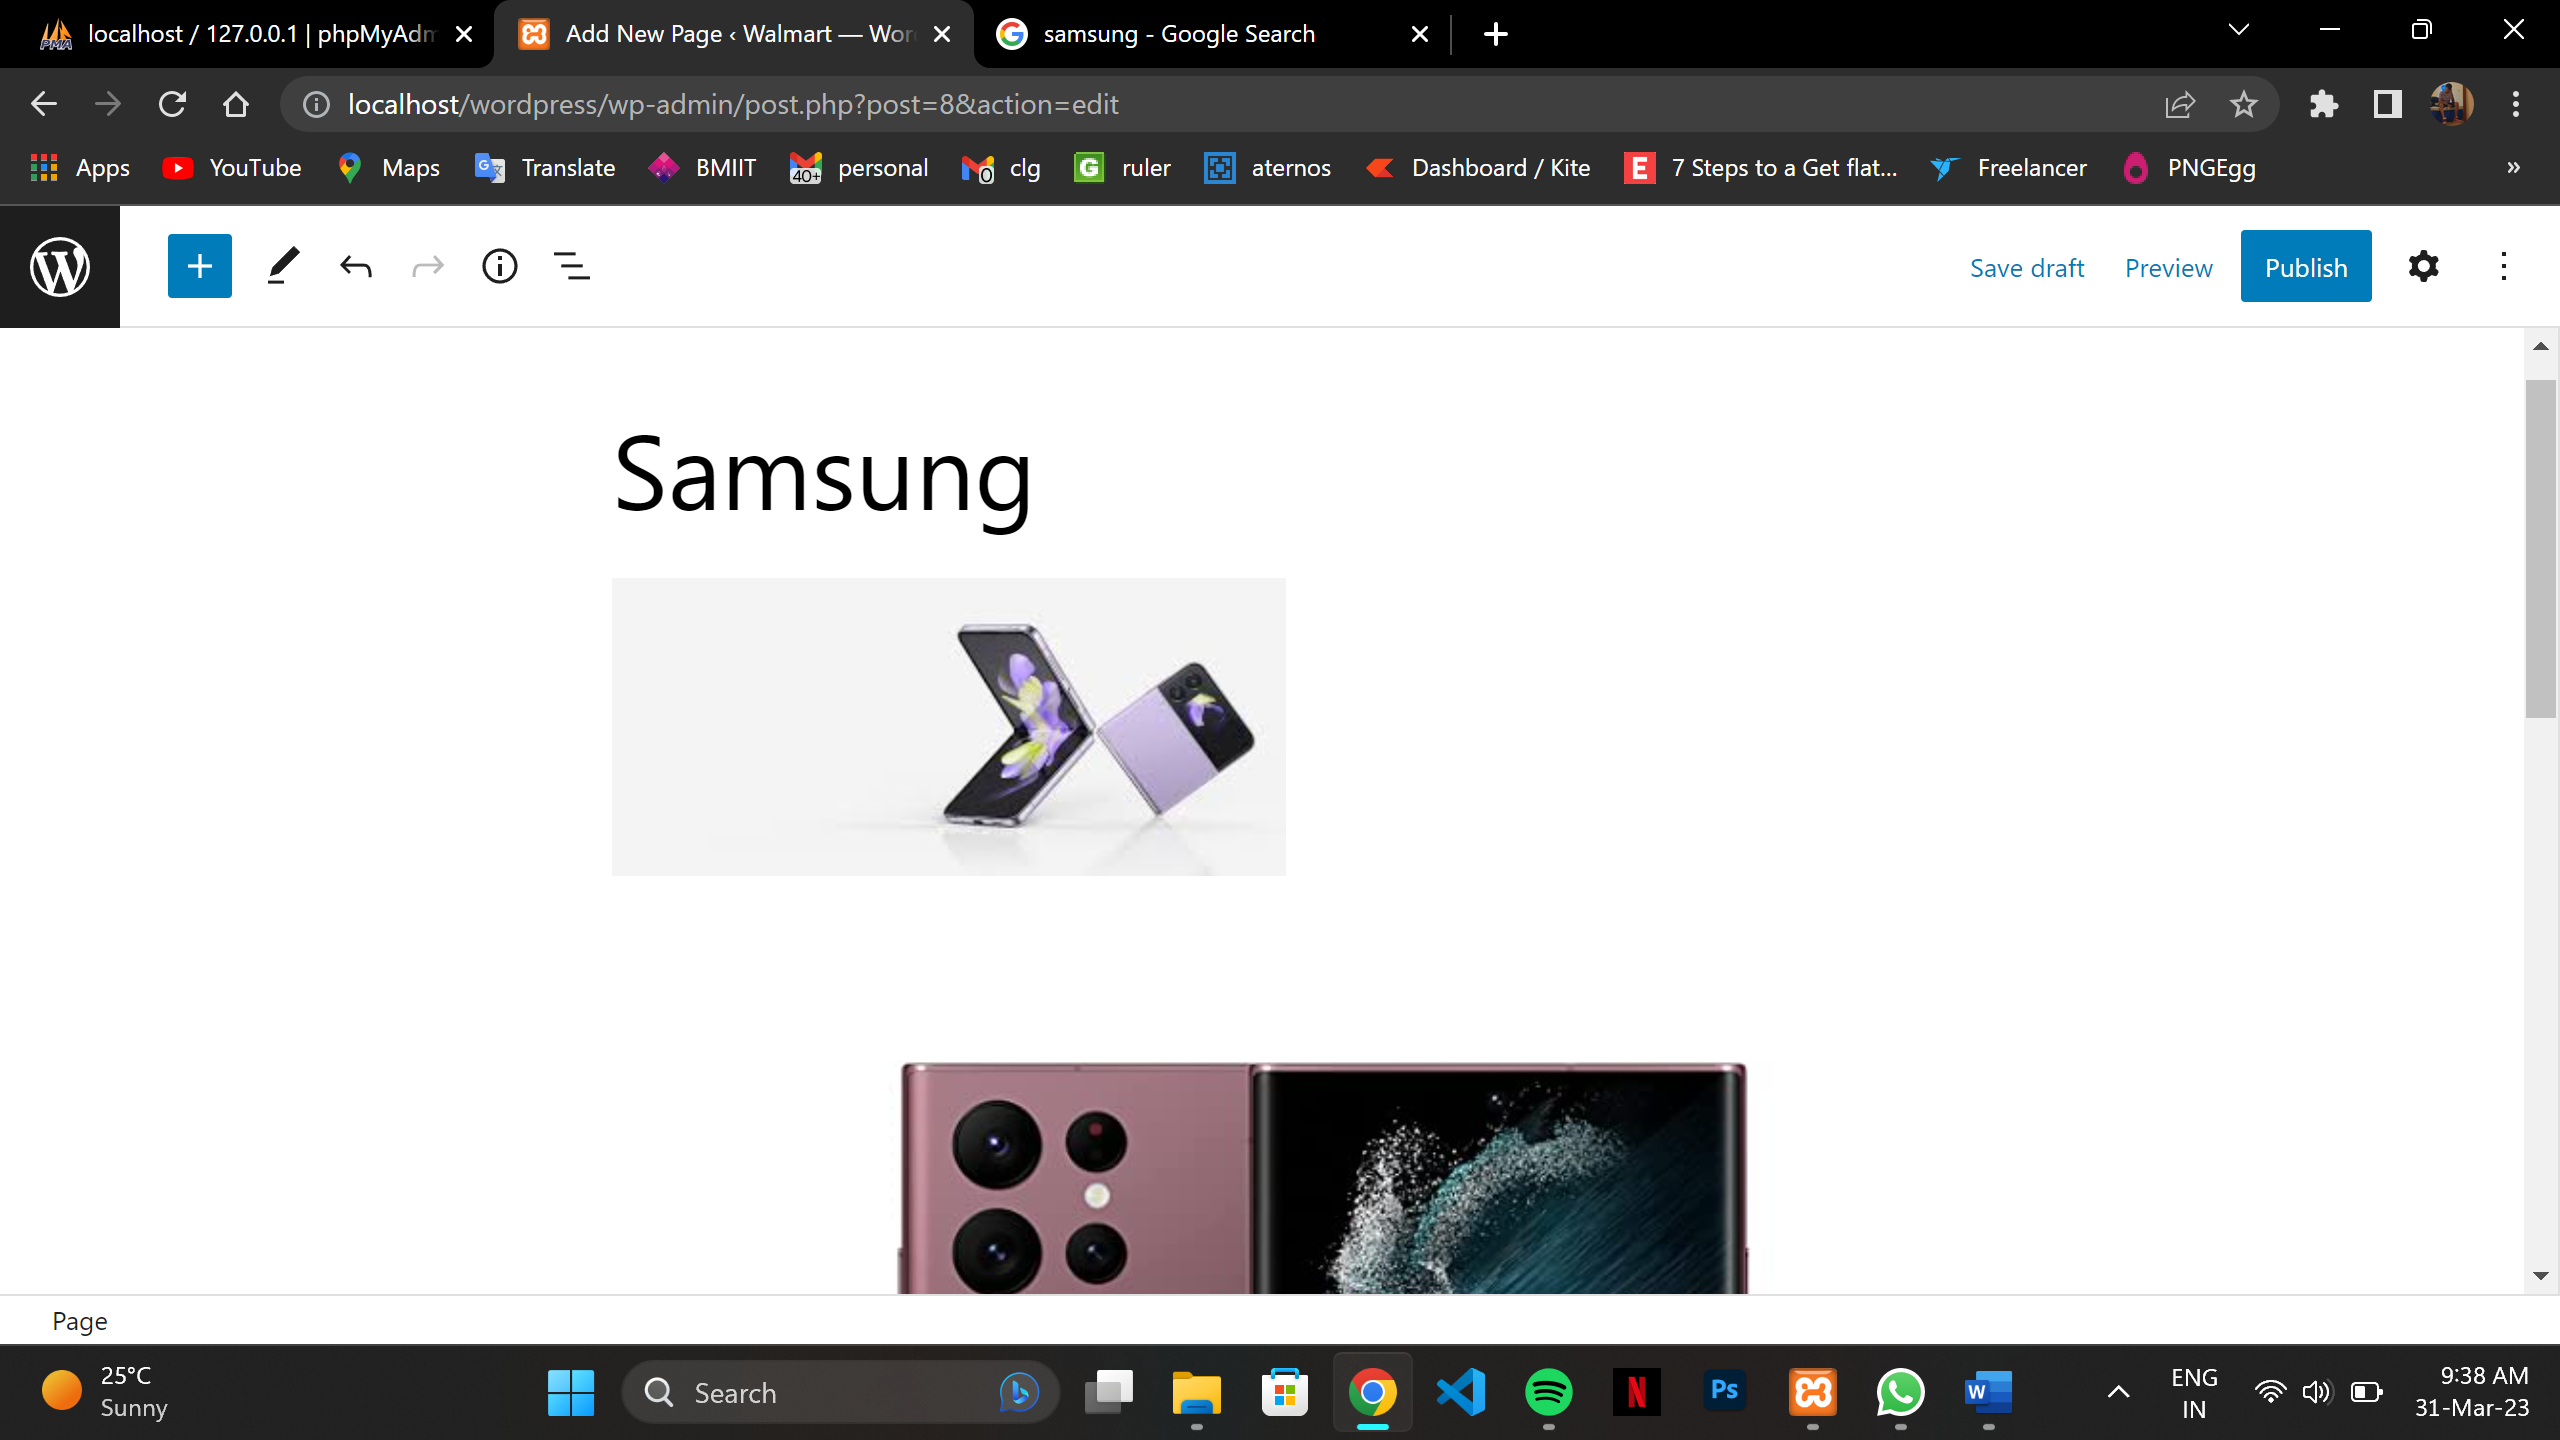 localhost / 127.0.0.1 | phpMyAdm
Add New Page ‹ Walmart — Wor
samsung - Google Search
localhost/wordpress/wp-admin/post.php?post=8&action=edit
Apps
YouTube
Maps
Translate
BMIIT
40+
personal
0
clg
ruler
aternos
Dashboard / Kite
7 Steps to a Get flat...
Freelancer
PNGEgg
»
Save draft
Preview
Publish
Samsung
Page
25°C
Sunny
Search
ENG
IN
9:38 AM
31-Mar-23